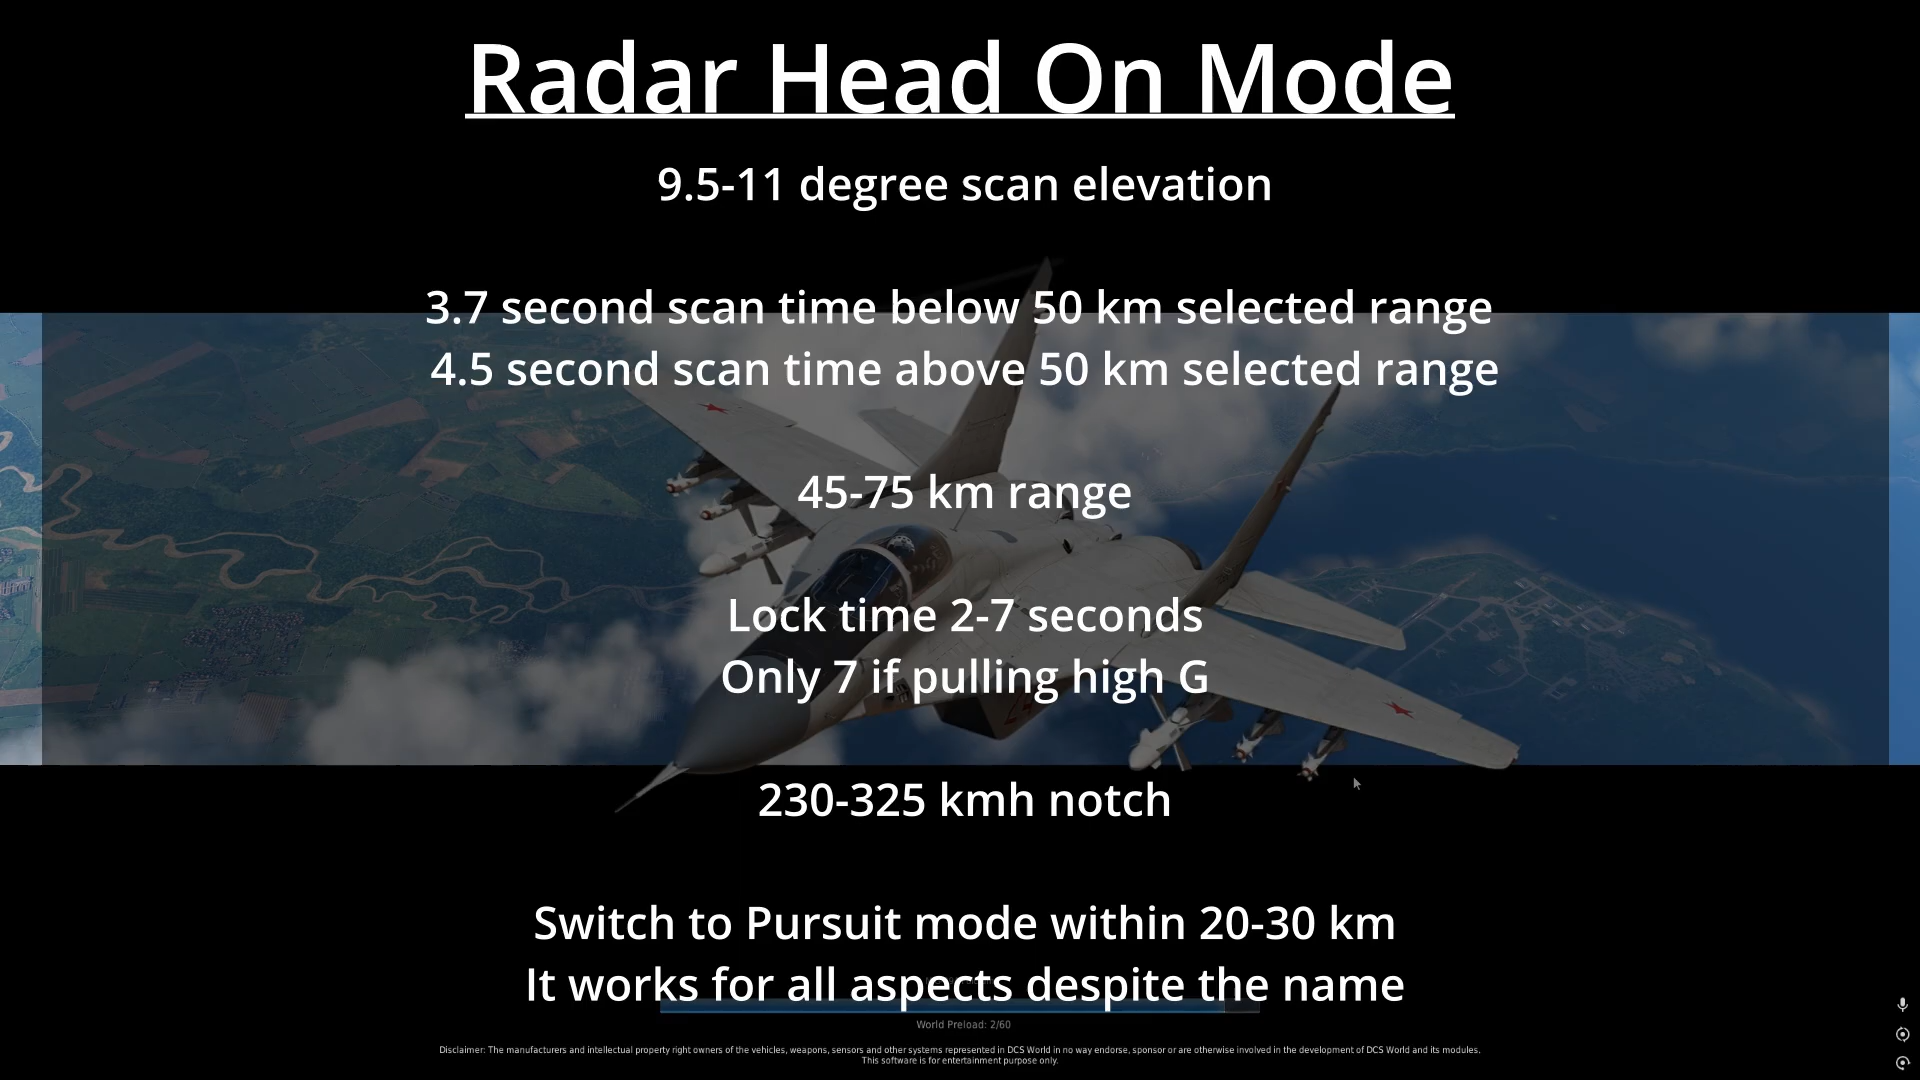 Radar Head On Mode
9.5-11 degree scan elevation
3.7 second scan time below 50 km selected range
4.5 second scan time above 50 km selected range
45-75 km range
Lock time 2-7 seconds
Only 7 if pulling high G
230-325 kmh notch
Switch to Pursuit mode within 20-30 km
It works for all aspects despite the name
World Preload: 2/60
Disclaimer: The manufacturers and intellectual property right owners of the vehicles, weapons, sensors and other systems represented in DCS World in no way endorse, sponsor or are otherwise involved in the development of DCS World and its modules.
This software is for entertainment purpose only.